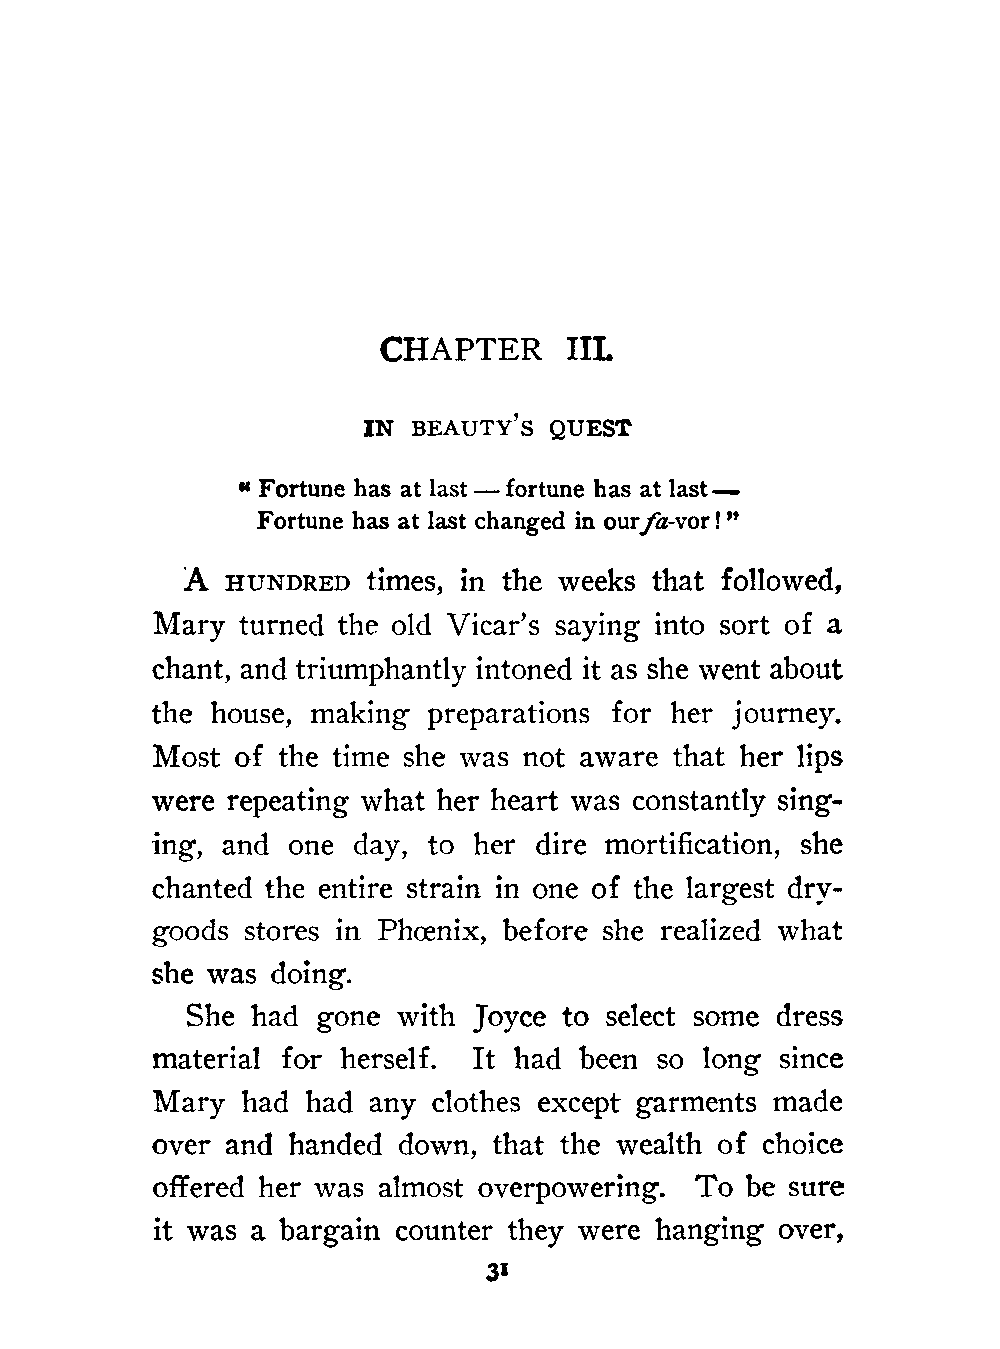 CHAPTER III.
IN BEAUTY'S QUEST
“ Fortune has at last — fortune has at last —
Fortune has at last changed in our fa-vor! ”
A HUNDRED times, in the weeks that followed,
Mary turned the old Vicar's saying into sort of a
chant, and triumphantly intoned it as she went about
the house, making preparations for her journey.
Most of the time she was not aware that her lips
were repeating what her heart was constantly sing-
ing, and one day, to her dire mortification, she
chanted the entire strain in one of the largest dry-
goods stores in Phœnix, before she realized what
she was doing.
She had gone with Joyce to select some dress
material for herself. It had been so long since
Mary had had any clothes except garments made
over and handed down, that the wealth of choice
offered her was almost overpowering. To be sure
it was a bargain counter they were hanging over,
31